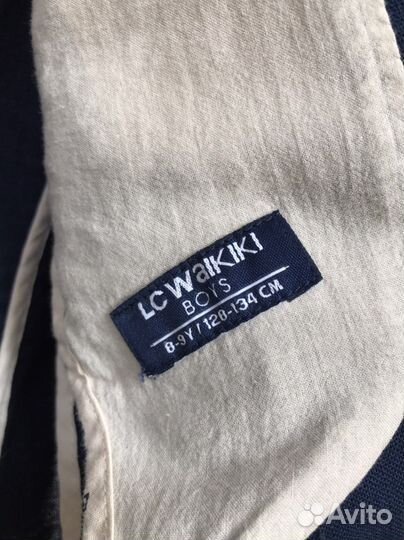 LC WaIKIKI
BOYS
8-9Y / 128-134 CM
Avito